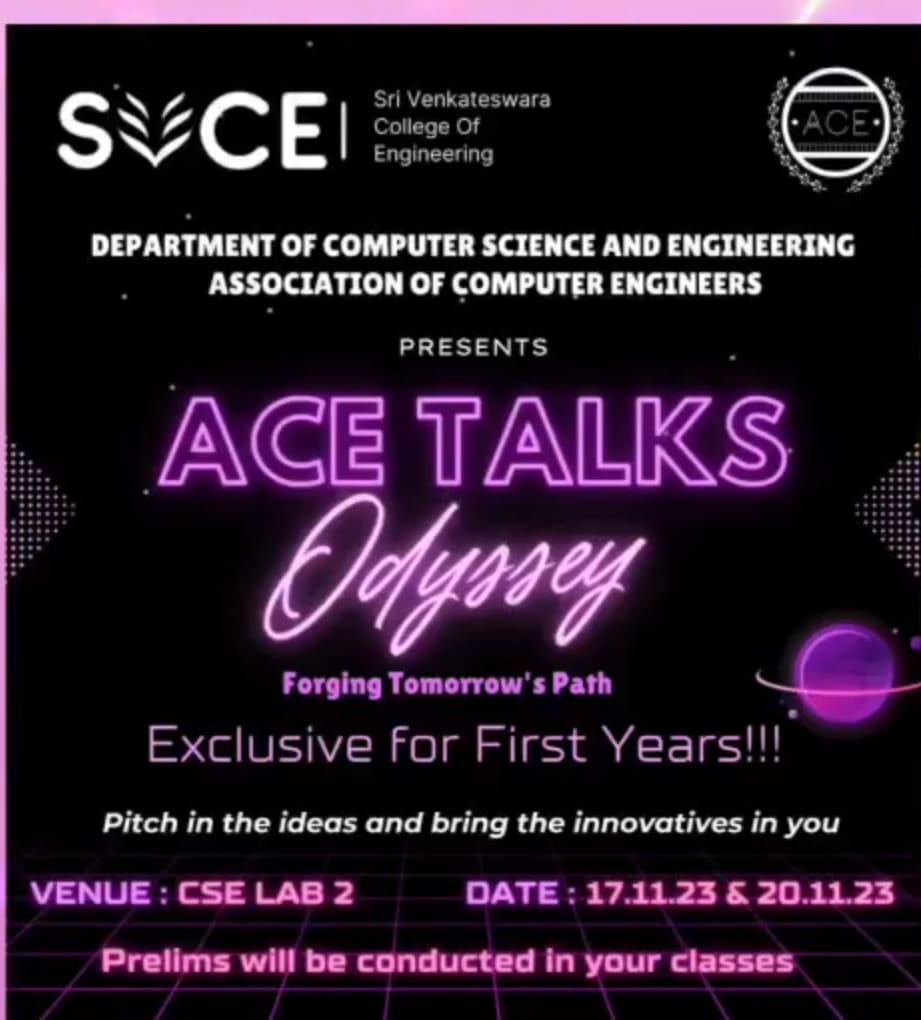 SVCE
Sri Venkateswara
College Of
Engineering
·ACE·
DEPARTMENT OF COMPUTER SCIENCE AND ENGINEERING
ASSOCIATION OF COMPUTER ENGINEERS
PRESENTS
ACE TALKS
Odyssey
Forging Tomorrow's Path
Exclusive for First Years!!!
Pitch in the ideas and bring the innovatives in you
VENUE : CSE LAB 2
DATE : 17.11.23 & 20.11.23
Prelims will be conducted in your classes